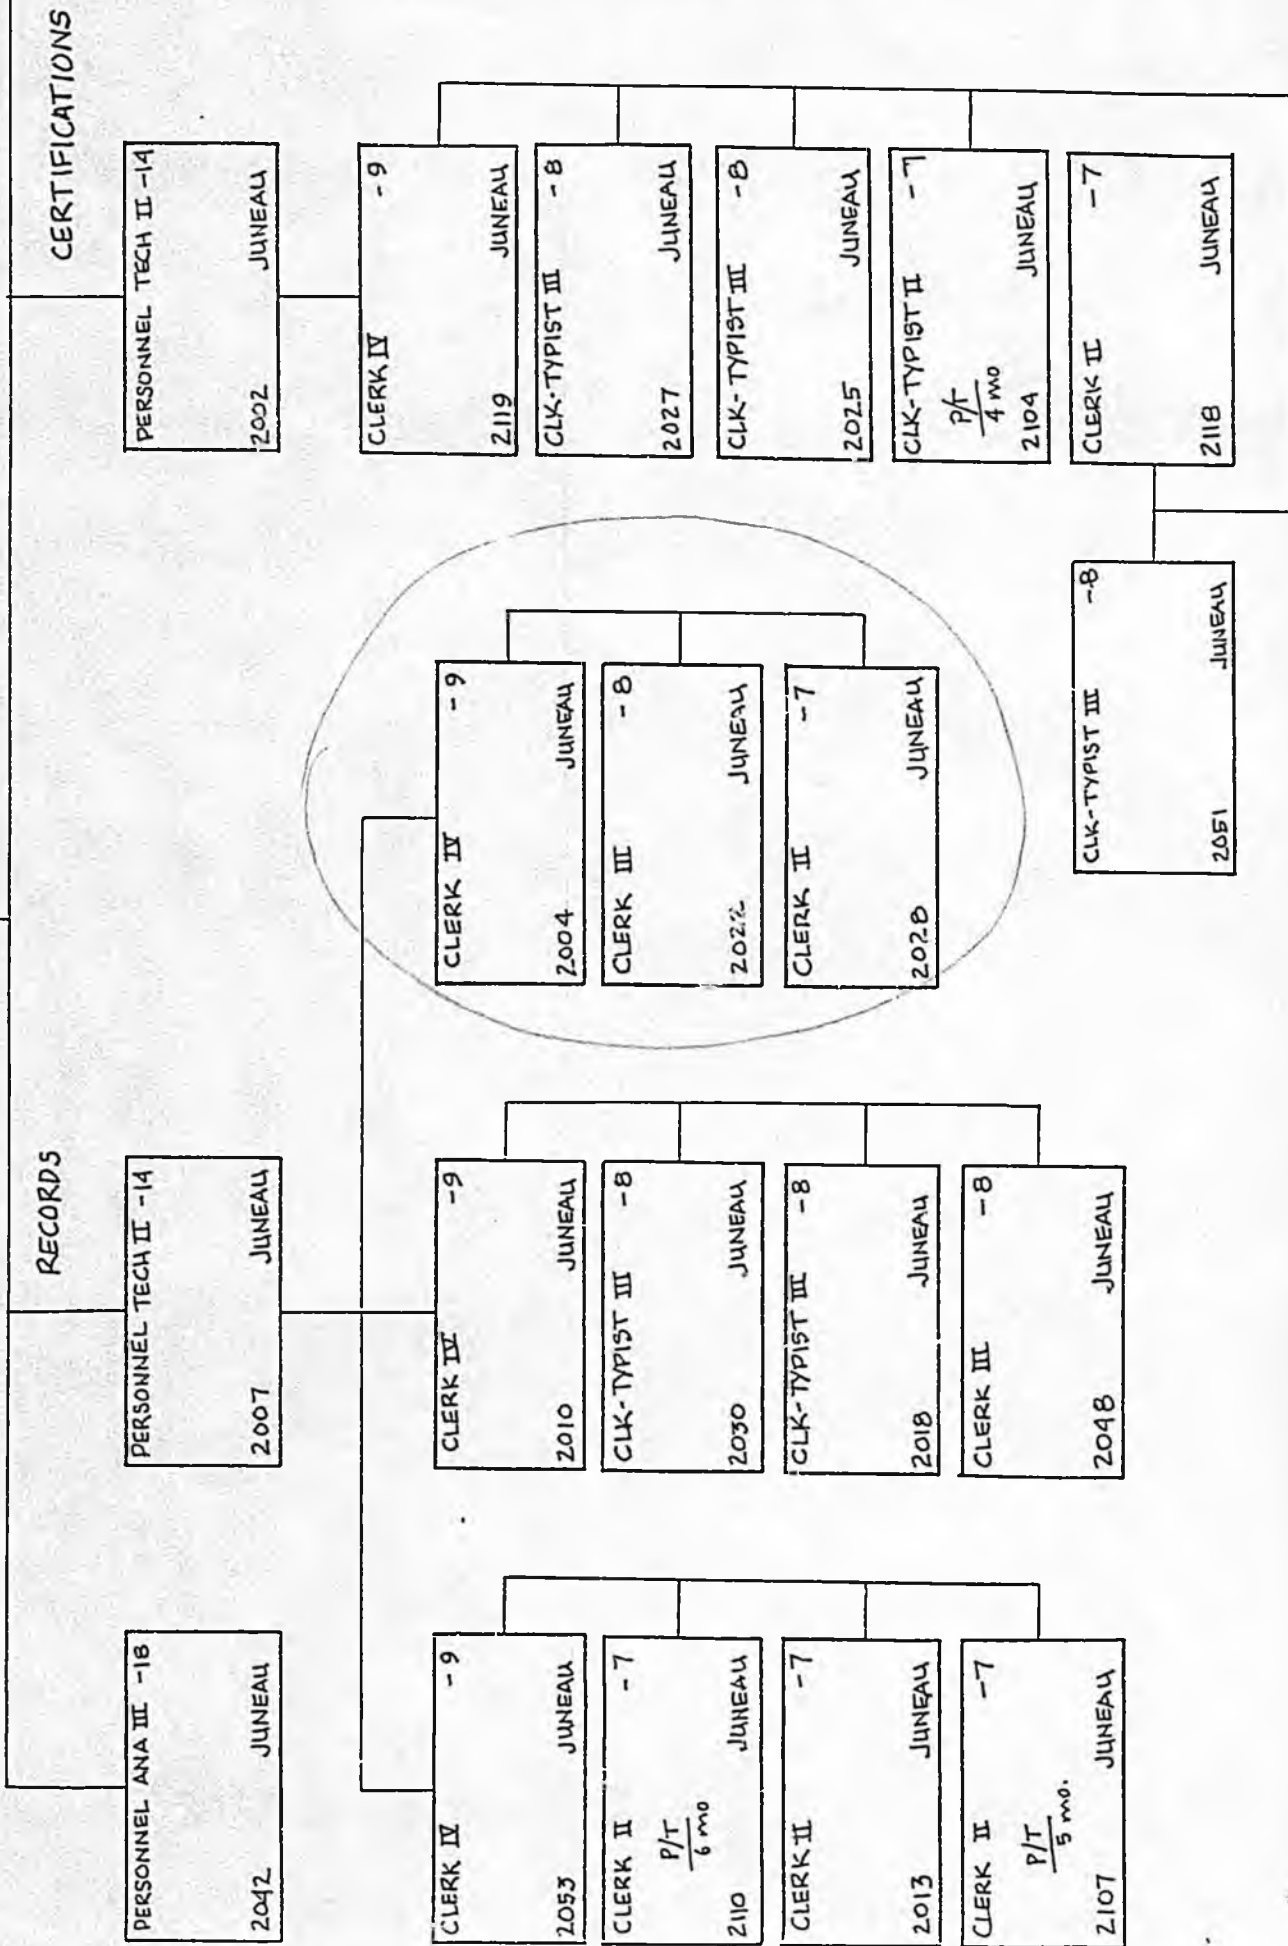 RECORDS
CERTIFICATIONS
PERSONNEL ANA III -18
2042 JUNEAU
PERSONNEL TECH II -14
2007 JUNEAU
PERSONNEL TECH II -14
2002 JUNEAU
CLERK IV -9
2053 JUNEAU
CLERK II -7
P/T
6 mo
2110 JUNEAU
CLERK II -7
2013 JUNEAU
CLERK II -7
P/T
5 mo.
2107 JUNEAU
CLERK IV -9
2010 JUNEAU
CLK-TYPIST III -8
2030 JUNEAU
CLK-TYPIST III -8
2018 JUNEAU
CLERK III -8
2048 JUNEAU
CLERK IV -9
2004 JUNEAU
CLERK III -8
2022 JUNEAU
CLERK II -7
2028 JUNEAU
CLERK IV -9
2119 JUNEAU
CLK-TYPIST III -8
2027 JUNEAU
CLK-TYPIST III -8
2025 JUNEAU
CLK-TYPIST II -7
P/T
4 mo
2104 JUNEAU
CLERK II -7
2118 JUNEAU
CLK-TYPIST III -8
2051 JUNEAU